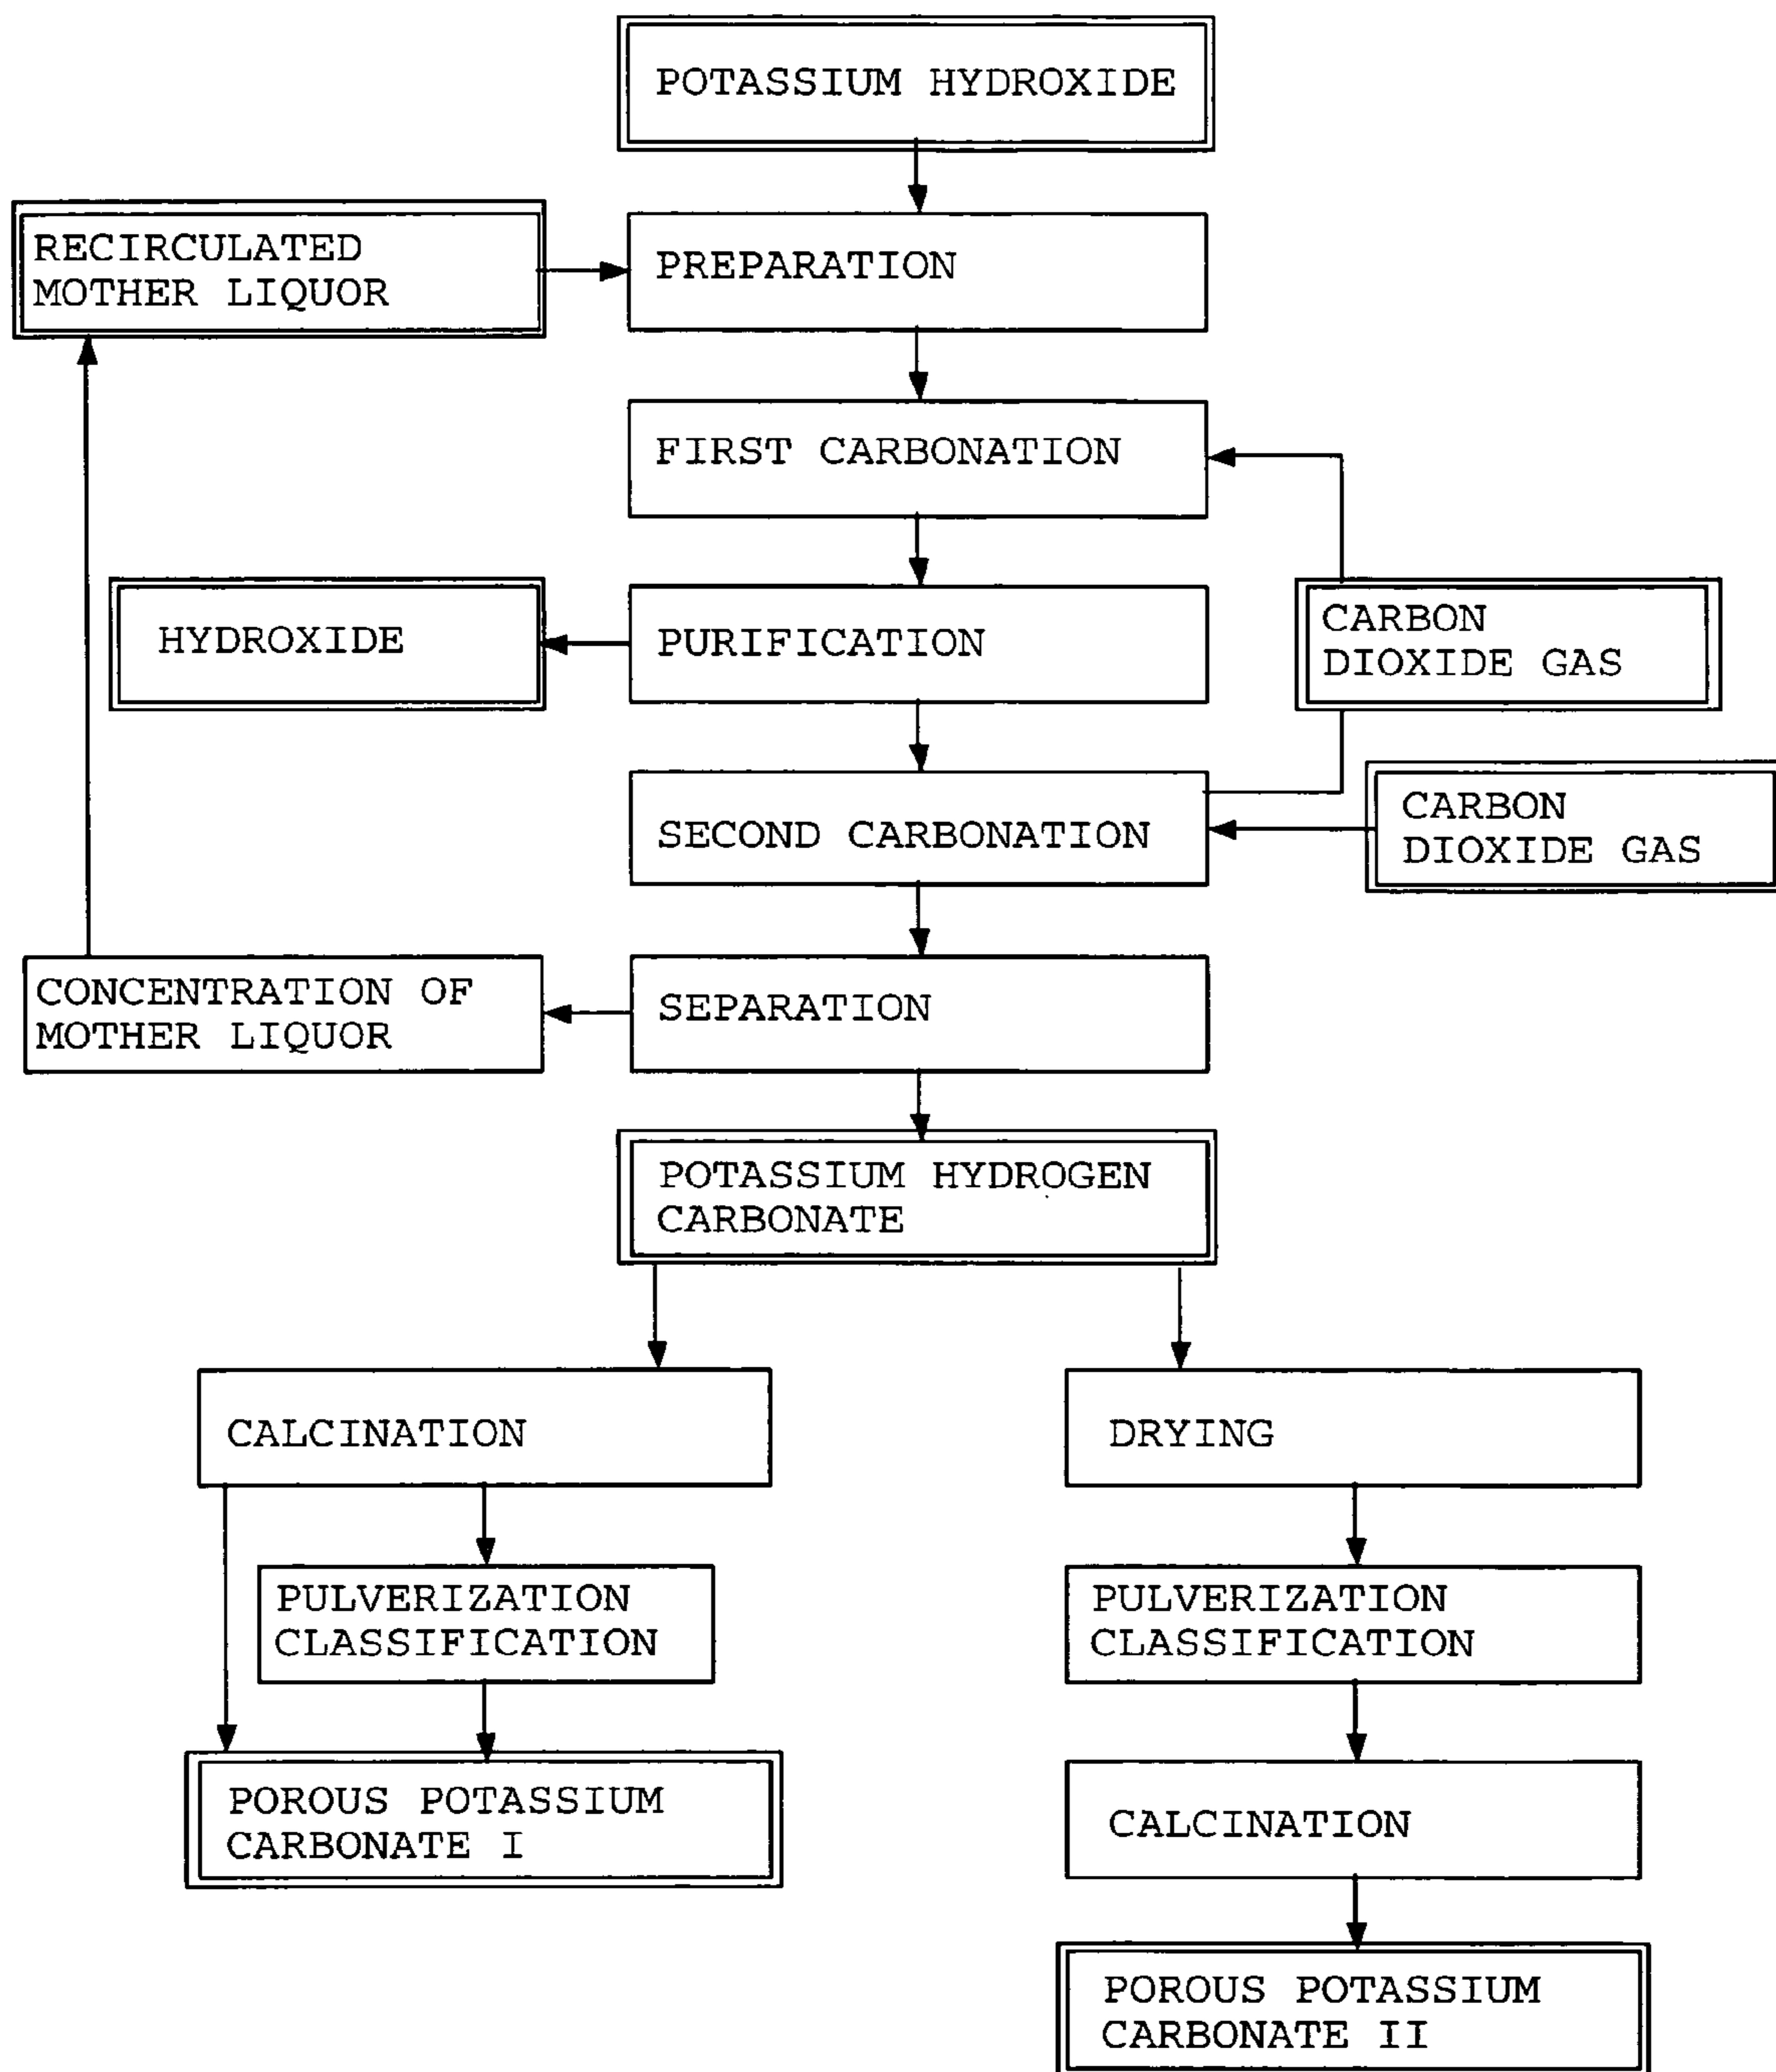 POTASSIUM HYDROXIDE
RECIRCULATED
MOTHER LIQUOR
PREPARATION
FIRST CARBONATION
HYDROXIDE
PURIFICATION
CARBON
DIOXIDE GAS
SECOND CARBONATION
CARBON
DIOXIDE GAS
CONCENTRATION OF
MOTHER LIQUOR
SEPARATION
POTASSIUM HYDROGEN
CARBONATE
CALCINATION
DRYING
PULVERIZATION
CLASSIFICATION
PULVERIZATION
CLASSIFICATION
POROUS POTASSIUM
CARBONATE I
CALCINATION
POROUS POTASSIUM
CARBONATE II